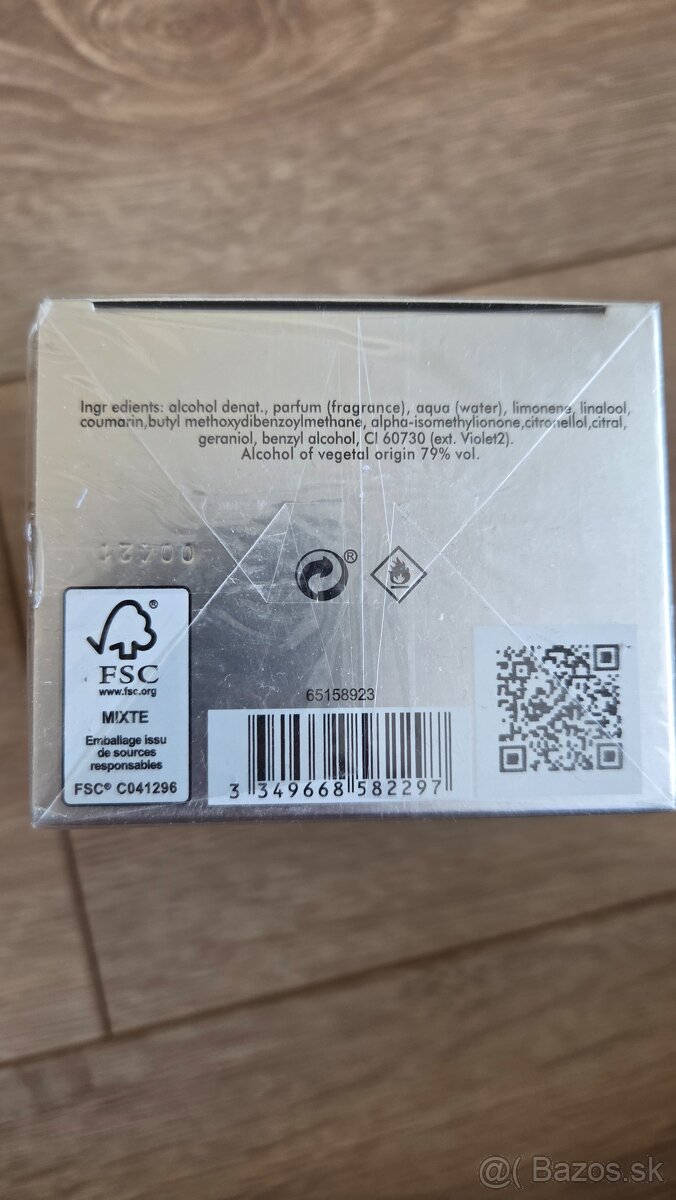 Ingr edients: alcohol denat., parfum (fragrance), aqua (water), limonene, linalool,
coumarin,butyl methoxydibenzoylmethane, alpha-isomethylionone,citronellol,citral,
geraniol, benzyl alcohol, CI 60730 (ext. Violet2).
Alcohol of vegetal origin 79% vol.
00421
®
®
FSC
www.fsc.org
MIXTE
Emballage issu
de sources
responsables
FSC® C041296
65158923
3 349668 582297
@( Bazos.sk